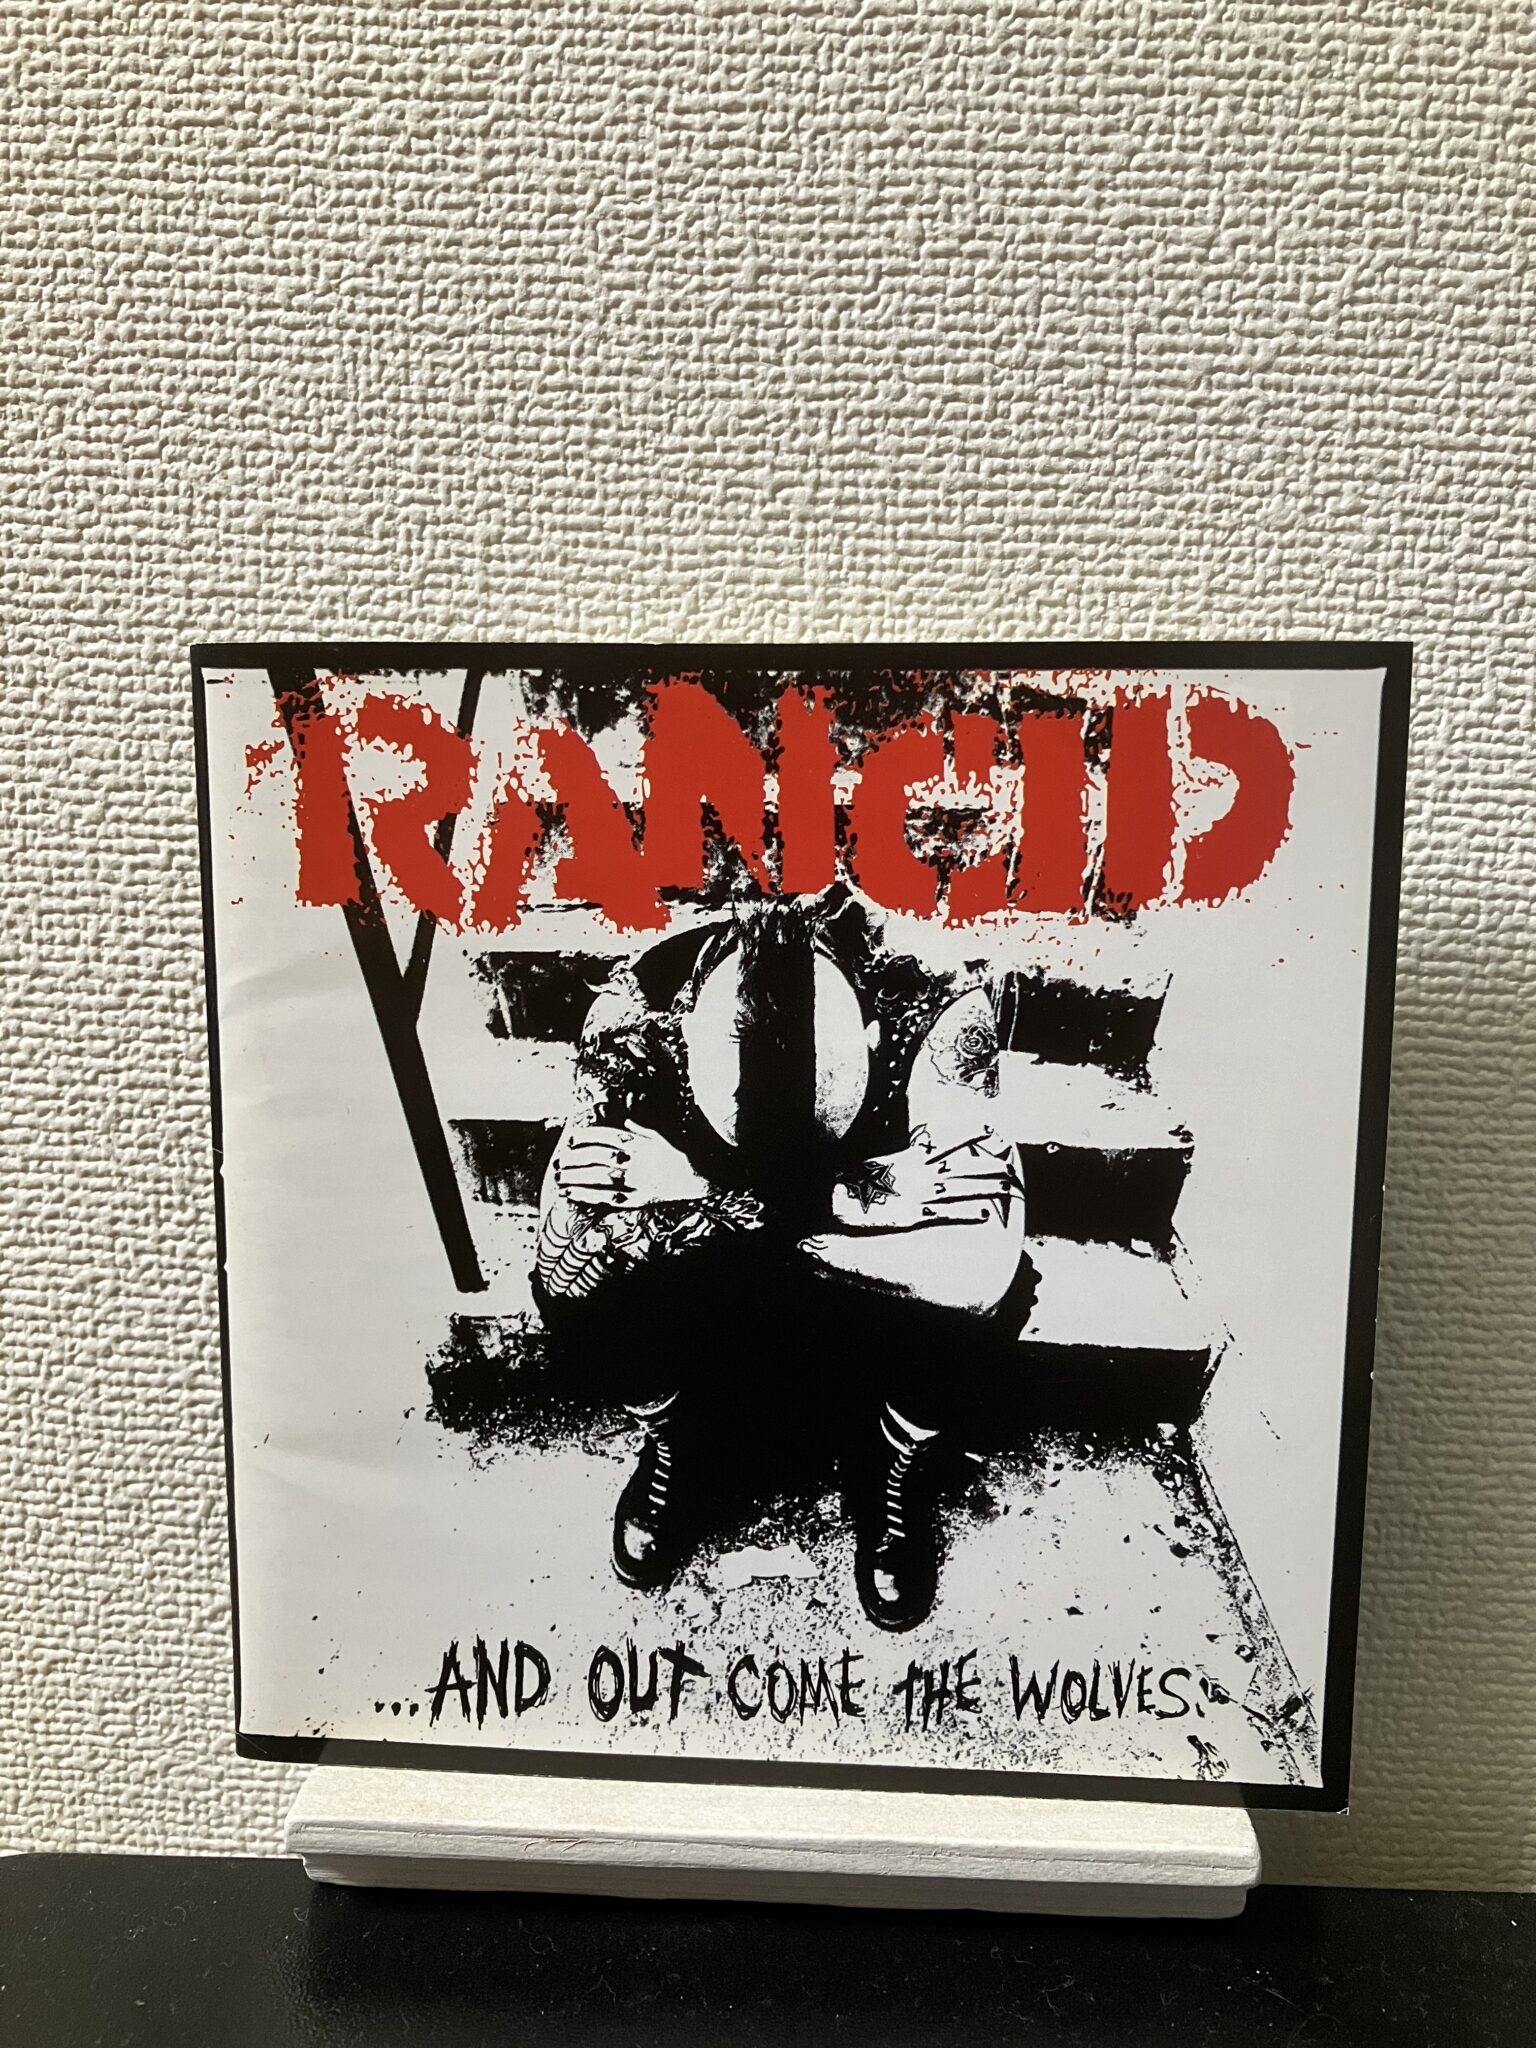 RANCID
...AND OUT COME THE WOLVES.